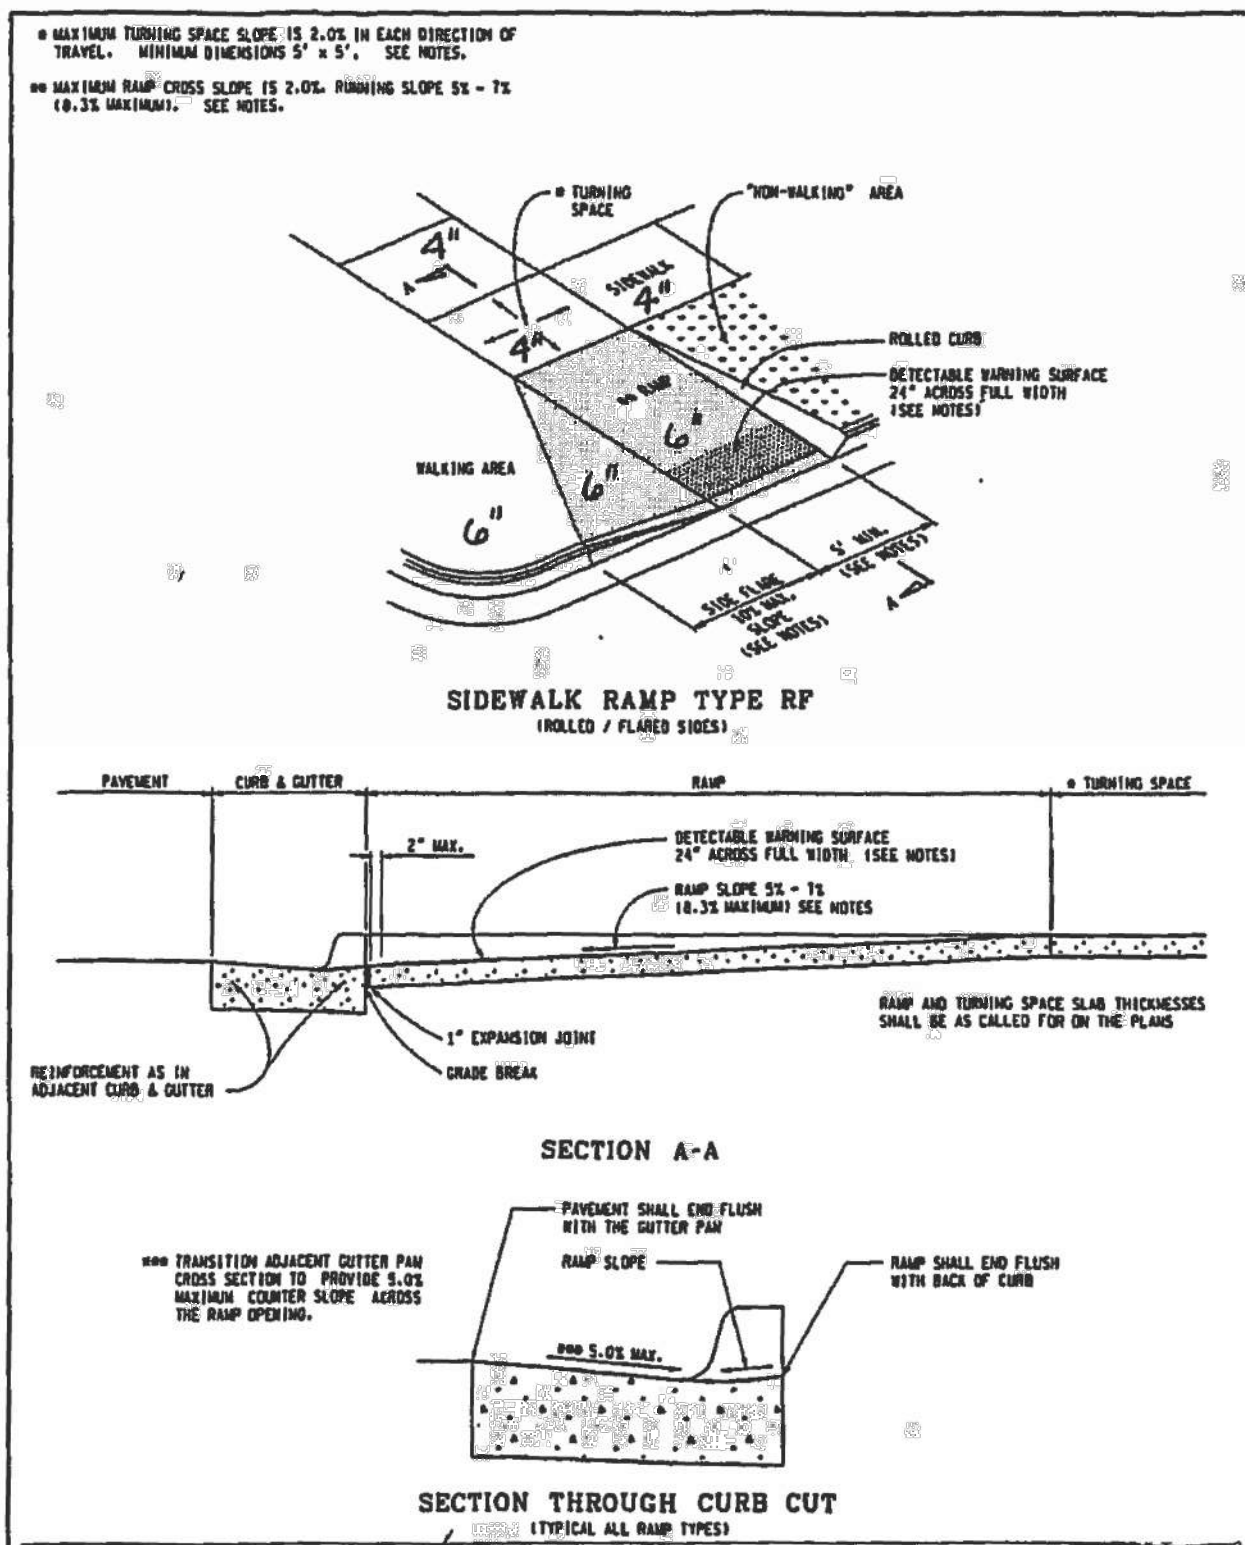 * MAXIMUM TURNING SPACE SLOPE IS 2.0% IN EACH DIRECTION OF
TRAVEL. MINIMUM DIMENSIONS 5' x 5'. SEE NOTES.
** MAXIMUM RAMP CROSS SLOPE IS 2.0%. RUNNING SLOPE 5% - 7%
(8.3% MAXIMUM). SEE NOTES.
* TURNING
SPACE
"NON-WALKING" AREA
4"
A
SIDEWALK
4"
4"
ROLLED CURB
DETECTABLE WARNING SURFACE
24" ACROSS FULL WIDTH
(SEE NOTES)
** RAMP
6"
WALKING AREA
6"
6"
5' MIN.
(SEE NOTES)
SIDE FLARE
10% MAX.
SLOPE
(SEE NOTES)
A
SIDEWALK RAMP TYPE RF
(ROLLED / FLARED SIDES)
PAVEMENT
CURB & GUTTER
RAMP
* TURNING SPACE
2" MAX.
DETECTABLE WARNING SURFACE
24" ACROSS FULL WIDTH (SEE NOTES)
RAMP SLOPE 5% - 7%
(8.3% MAXIMUM) SEE NOTES
RAMP AND TURNING SPACE SLAB THICKNESSES
SHALL BE AS CALLED FOR ON THE PLANS
1" EXPANSION JOINT
GRADE BREAK
REINFORCEMENT AS IN
ADJACENT CURB & GUTTER
SECTION A-A
PAVEMENT SHALL END FLUSH
WITH THE GUTTER PAN
*** TRANSITION ADJACENT GUTTER PAN
CROSS SECTION TO PROVIDE 5.0%
MAXIMUM COUNTER SLOPE ACROSS
THE RAMP OPENING.
RAMP SLOPE
RAMP SHALL END FLUSH
WITH BACK OF CURB
*** 5.0% MAX.
SECTION THROUGH CURB CUT
(TYPICAL ALL RAMP TYPES)